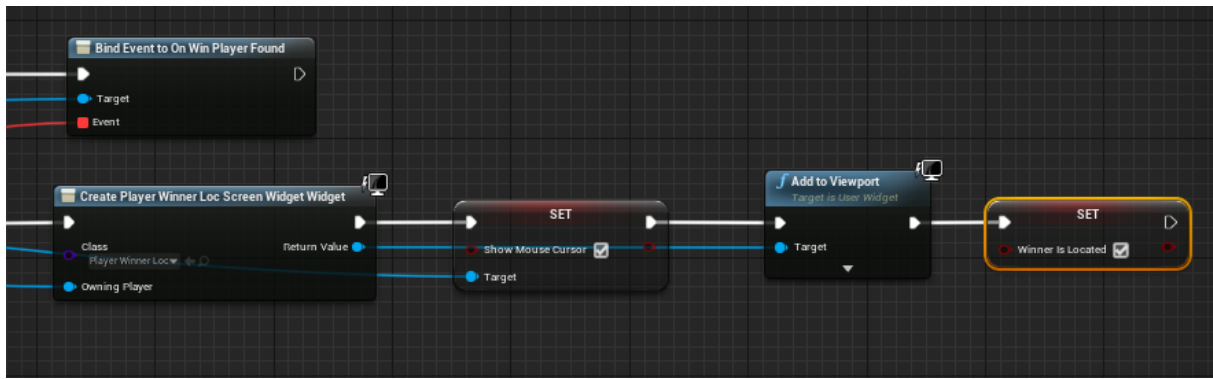 Bind Event to On Win Player Found
Target
Event
Create Player Winner Loc Screen Widget Widget
Class
Return Value
Player Winner Loc
Owning Player
SET
Show Mouse Cursor
Target
Add to Viewport
Target is User Widget
Target
SET
Winner Is Located